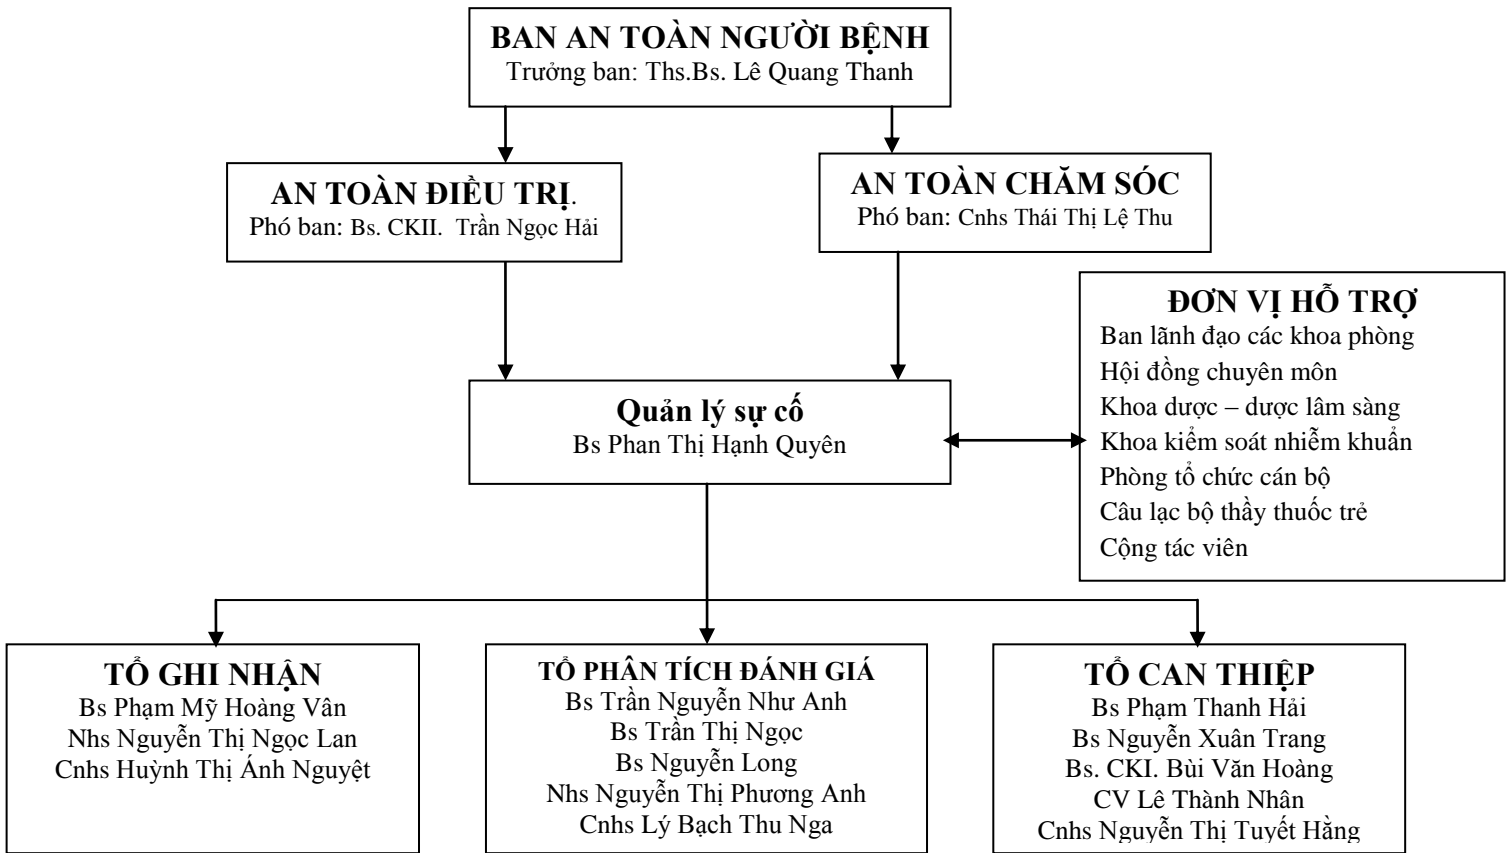 BAN AN TOÀN NGƯỜI BỆNH
Trưởng ban: Ths.Bs. Lê Quang Thanh
AN TOÀN ĐIỀU TRỊ.
Phó ban: Bs. CKII. Trần Ngọc Hải
AN TOÀN CHĂM SÓC
Phó ban: Cnhs Thái Thị Lệ Thu
ĐƠN VỊ HỖ TRỢ
Ban lãnh đạo các khoa phòng
Hội đồng chuyên môn
Khoa dược – dược lâm sàng
Khoa kiểm soát nhiễm khuẩn
Phòng tổ chức cán bộ
Câu lạc bộ thầy thuốc trẻ
Cộng tác viên
Quản lý sự cố
Bs Phan Thị Hạnh Quyên
TỔ GHI NHẬN
Bs Phạm Mỹ Hoàng Vân
Nhs Nguyễn Thị Ngọc Lan
Cnhs Huỳnh Thị Ánh Nguyệt
TỔ PHÂN TÍCH ĐÁNH GIÁ
Bs Trần Nguyễn Như Anh
Bs Trần Thị Ngọc
Bs Nguyễn Long
Nhs Nguyễn Thị Phương Anh
Cnhs Lý Bạch Thu Nga
TỔ CAN THIỆP
Bs Phạm Thanh Hải
Bs Nguyễn Xuân Trang
Bs. CKI. Bùi Văn Hoàng
CV Lê Thành Nhân
Cnhs Nguyễn Thị Tuyết Hằng